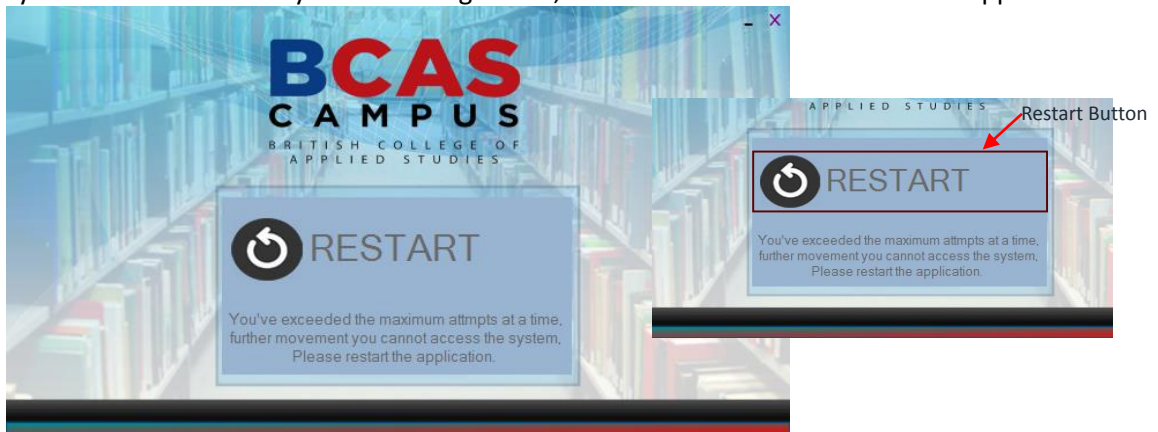 - X
BCAS
CAMPUS
BRITISH COLLEGE OF
APPLIED STUDIES
RESTART
You've exceeded the maximum attmpts at a time,
further movement you cannot access the system,
Please restart the application.
APPLIED STUDIES
Restart Button
RESTART
You've exceeded the maximum attmpts at a time,
further movement you cannot access the system,
Please restart the application.